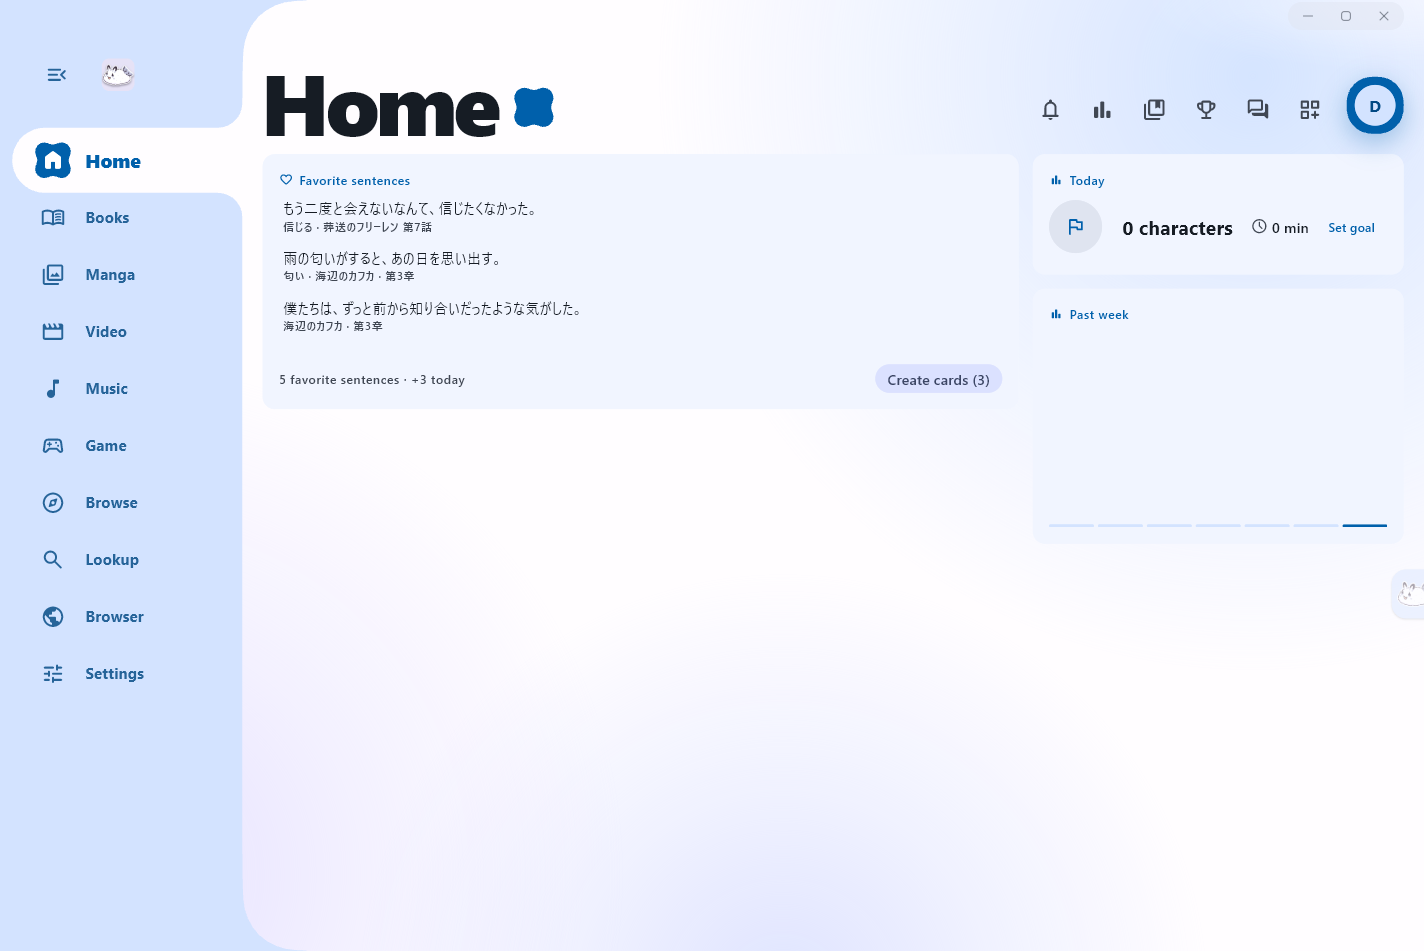 Home
Books
Manga
Video
Music
Game
Browse
Lookup
Browser
Settings
Home
D
Favorite sentences
もう二度と会えないなんて、信じたくなかった。
信じる · 葬送のフリーレン 第7話
雨の匂いがすると、あの日を思い出す。
匂い · 海辺のカフカ · 第3章
僕たちは、ずっと前から知り合いだったような気がした。
海辺のカフカ · 第3章
5 favorite sentences · +3 today
Create cards (3)
Today
0 characters
0 min
Set goal
Past week